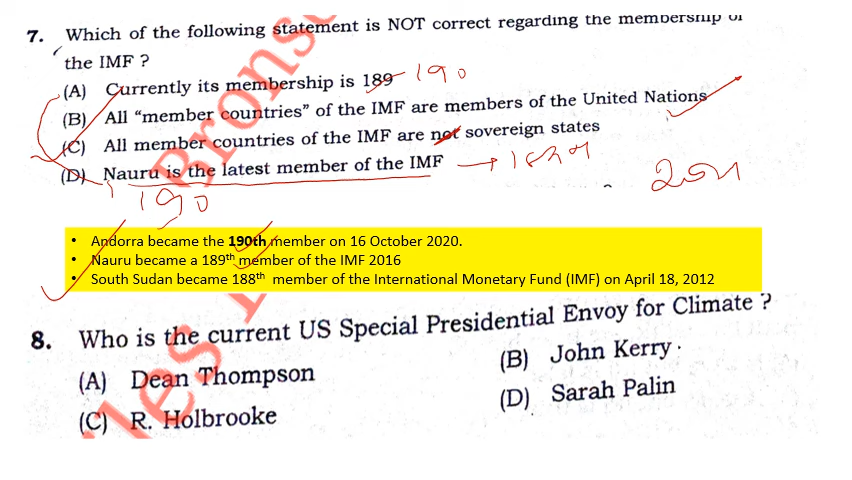 7. Which of the following statement is NOT correct regarding the membership of
the IMF ?
(A) Currently its membership is 189 190
(B) All “member countries” of the IMF are members of the United Nations
(C) All member countries of the IMF are not sovereign states
(D) Nauru is the latest member of the IMF
190
• Andorra became the 190th member on 16 October 2020.
• Nauru became a 189th member of the IMF 2016
• South Sudan became 188th member of the International Monetary Fund (IMF) on April 18, 2012
8. Who is the current US Special Presidential Envoy for Climate ?
(A) Dean Thompson
(B) John Kerry
(C) R. Holbrooke
(D) Sarah Palin